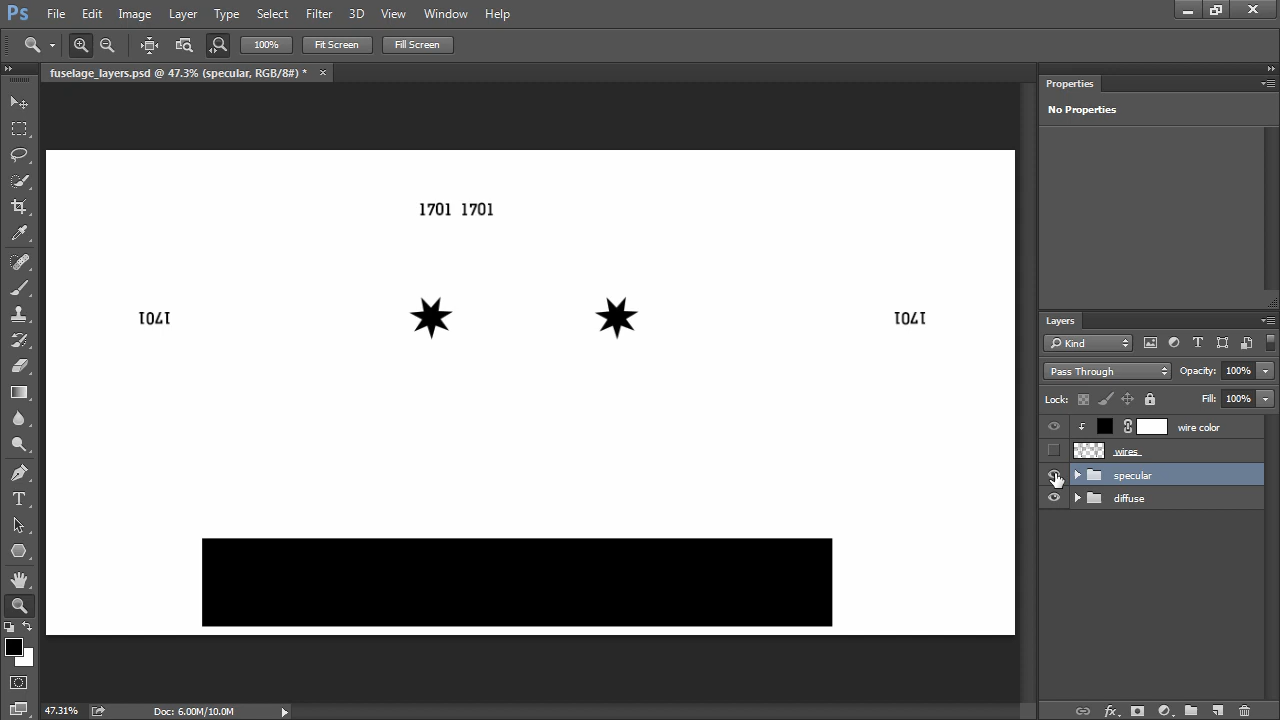 Ps File Edit Image Layer Type Select Filter 3D View Window Help
100% Fit Screen Fill Screen
fuselage_layers.psd @ 47.3% (specular, RGB/8#) * ×
Properties
No Properties
1701 1701
1701 1701
Layers
Kind
Pass Through Opacity: 100%
Lock: Fill: 100%
wire color
wires
specular
diffuse
47.31% Doc: 6.00M/10.0M